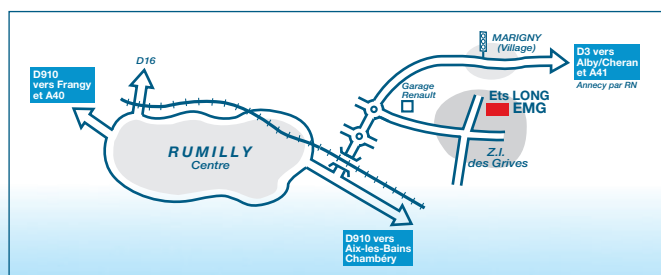 D910
vers Frangy
et A40
D16
RUMILLY
Centre
D910 vers
Aix-les-Bains
Chambéry
Garage
Renault
MARIGNY
(Village)
D3 vers
Alby/Cheran
et A41
Annecy par RN
Ets LONG
EMG
Z.I.
des Grives